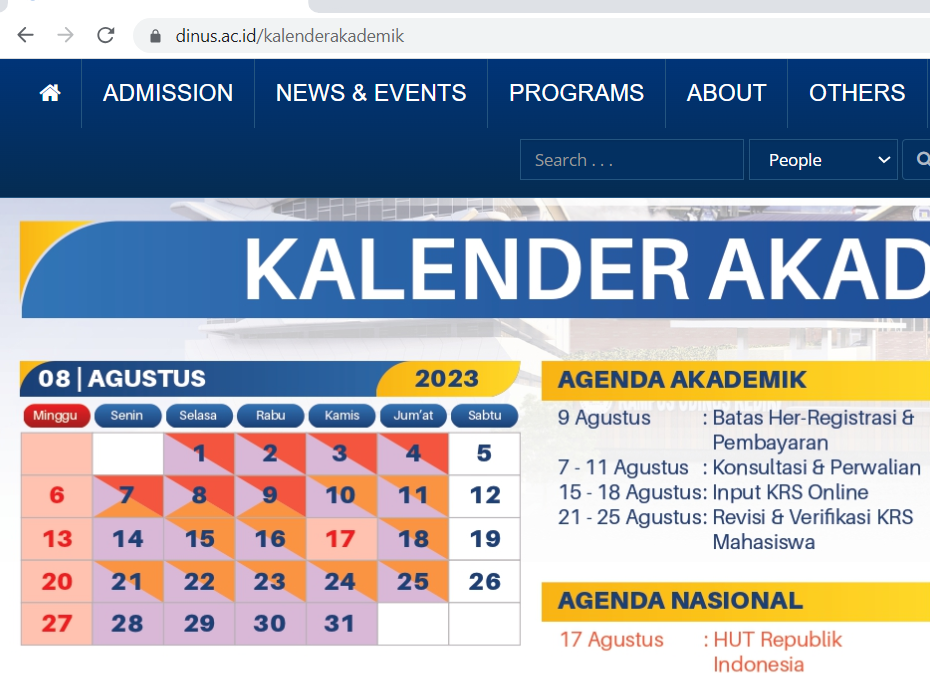 dinus.ac.id/kalenderakademik
ADMISSION NEWS & EVENTS PROGRAMS ABOUT OTHERS
Search . . . People
KALENDER AKAD
08 | AGUSTUS 2023
Minggu Senin Selasa Rabu Kamis Jum'at Sabtu
1 2 3 4 5
6 7 8 9 10 11 12
13 14 15 16 17 18 19
20 21 22 23 24 25 26
27 28 29 30 31
AGENDA AKADEMIK
9 Agustus : Batas Her-Registrasi &
Pembayaran
7 - 11 Agustus : Konsultasi & Perwalian
15 - 18 Agustus: Input KRS Online
21 - 25 Agustus: Revisi & Verifikasi KRS
Mahasiswa
AGENDA NASIONAL
17 Agustus : HUT Republik
Indonesia